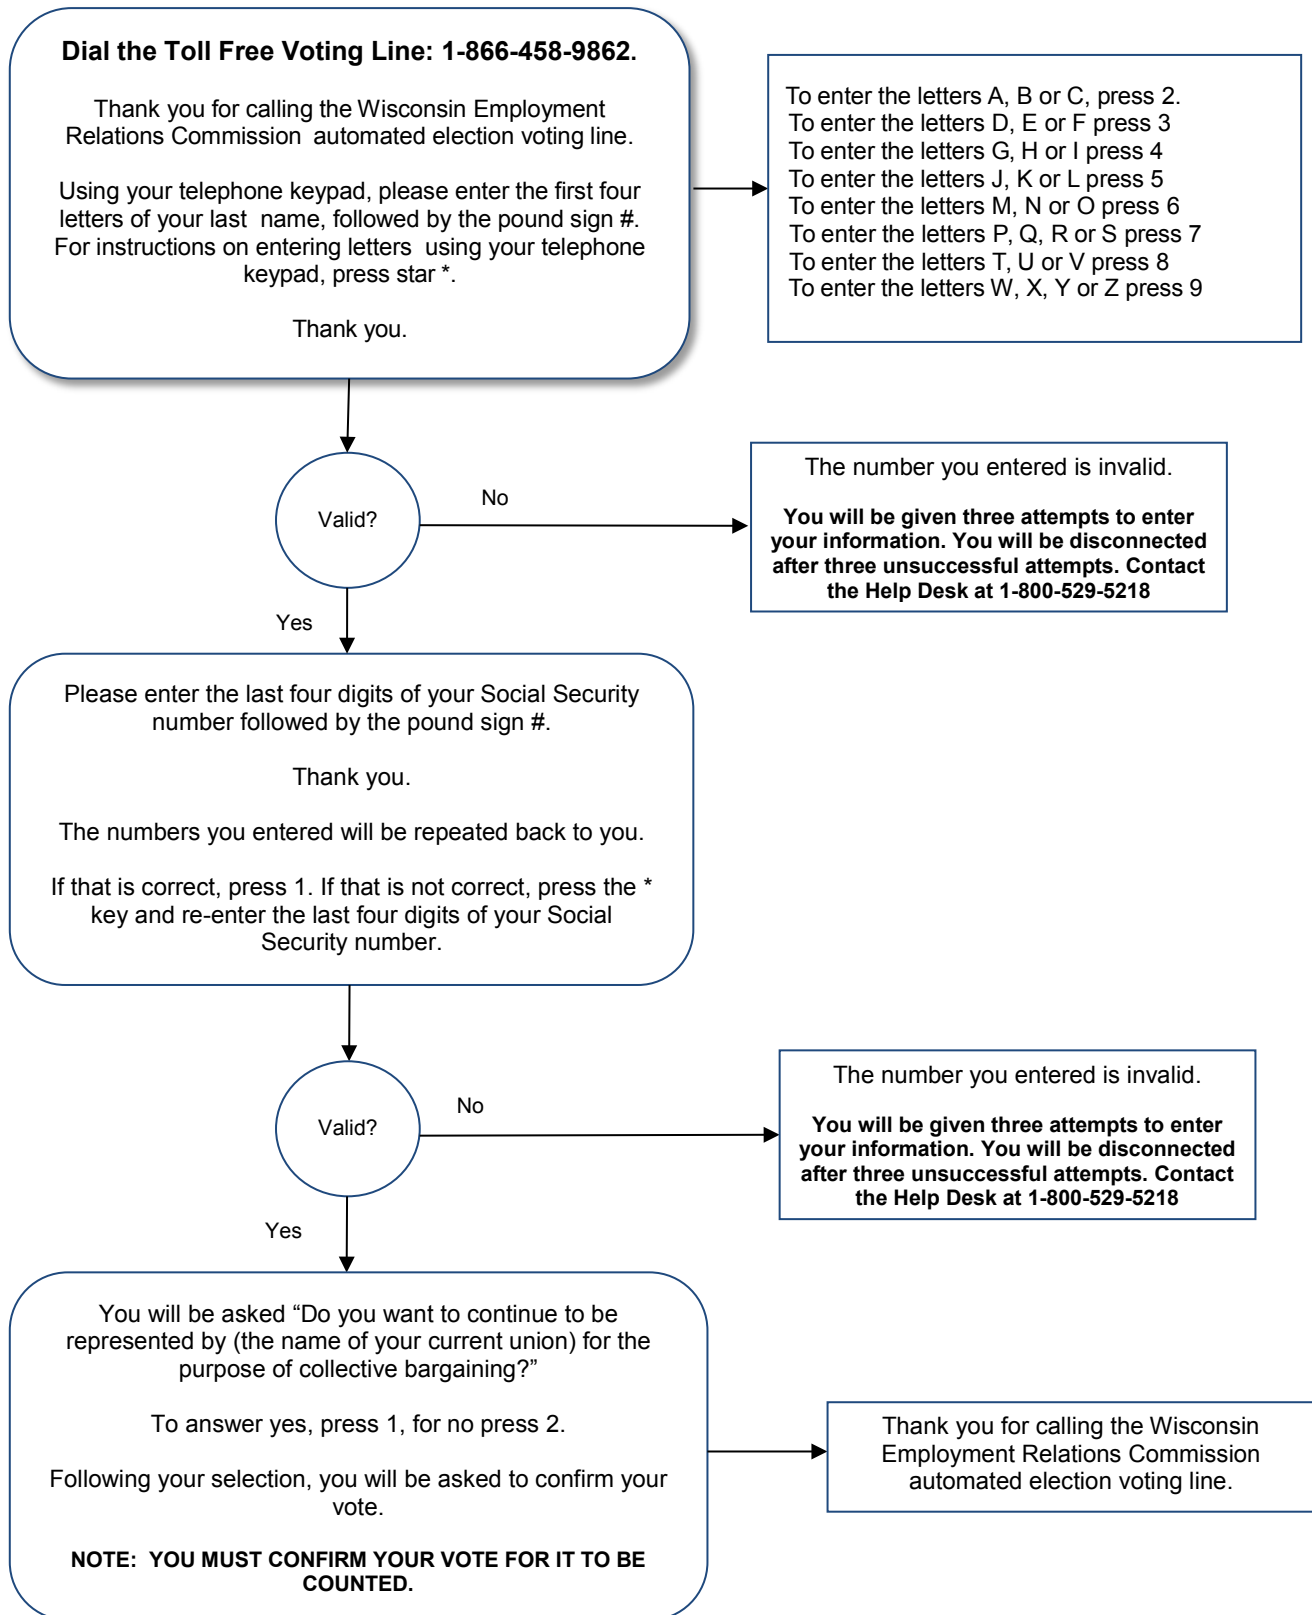 Dial the Toll Free Voting Line: 1-866-458-9862.
Thank you for calling the Wisconsin Employment
Relations Commission automated election voting line.
Using your telephone keypad, please enter the first four
letters of your last name, followed by the pound sign #.
For instructions on entering letters using your telephone
keypad, press star *.
Thank you.
To enter the letters A, B or C, press 2.
To enter the letters D, E or F press 3
To enter the letters G, H or I press 4
To enter the letters J, K or L press 5
To enter the letters M, N or O press 6
To enter the letters P, Q, R or S press 7
To enter the letters T, U or V press 8
To enter the letters W, X, Y or Z press 9
Valid?
No
The number you entered is invalid.
You will be given three attempts to enter
your information. You will be disconnected
after three unsuccessful attempts. Contact
the Help Desk at 1-800-529-5218
Yes
Please enter the last four digits of your Social Security
number followed by the pound sign #.
Thank you.
The numbers you entered will be repeated back to you.
If that is correct, press 1. If that is not correct, press the *
key and re-enter the last four digits of your Social
Security number.
Valid?
No
The number you entered is invalid.
You will be given three attempts to enter
your information. You will be disconnected
after three unsuccessful attempts. Contact
the Help Desk at 1-800-529-5218
Yes
You will be asked “Do you want to continue to be
represented by (the name of your current union) for the
purpose of collective bargaining?”
To answer yes, press 1, for no press 2.
Following your selection, you will be asked to confirm your
vote.
NOTE: YOU MUST CONFIRM YOUR VOTE FOR IT TO BE
COUNTED.
Thank you for calling the Wisconsin
Employment Relations Commission
automated election voting line.